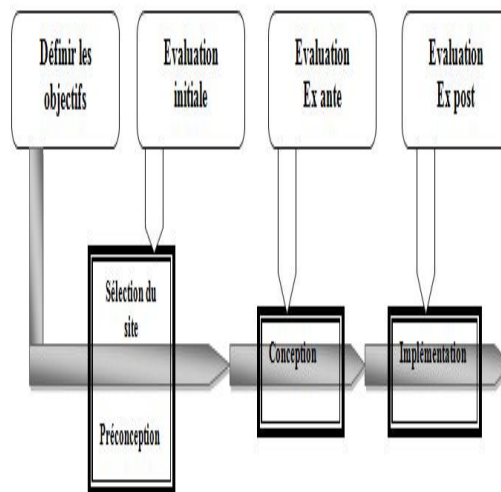 Définir les
objectifs
Evaluation
initiale
Evaluation
Ex ante
Evaluation
Ex post
Sélection du
site
Préconception
Conception
Implémentation